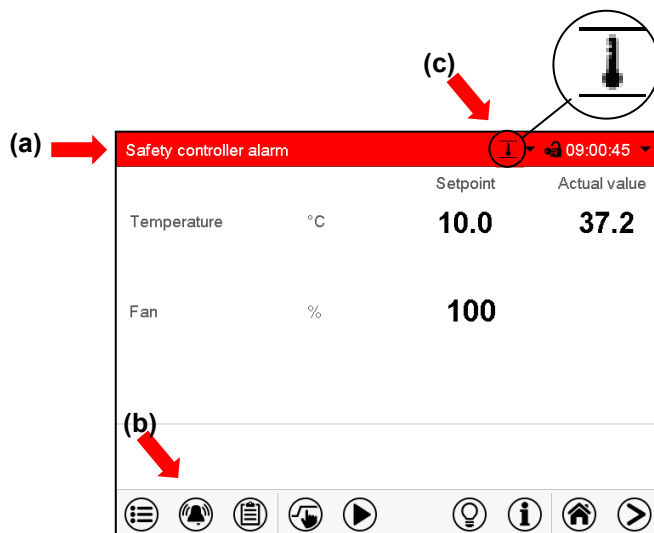 (c)
(a)
Safety controller alarm 09:00:45
Setpoint Actual value
Temperature °C 10.0 37.2
Fan % 100
(b)